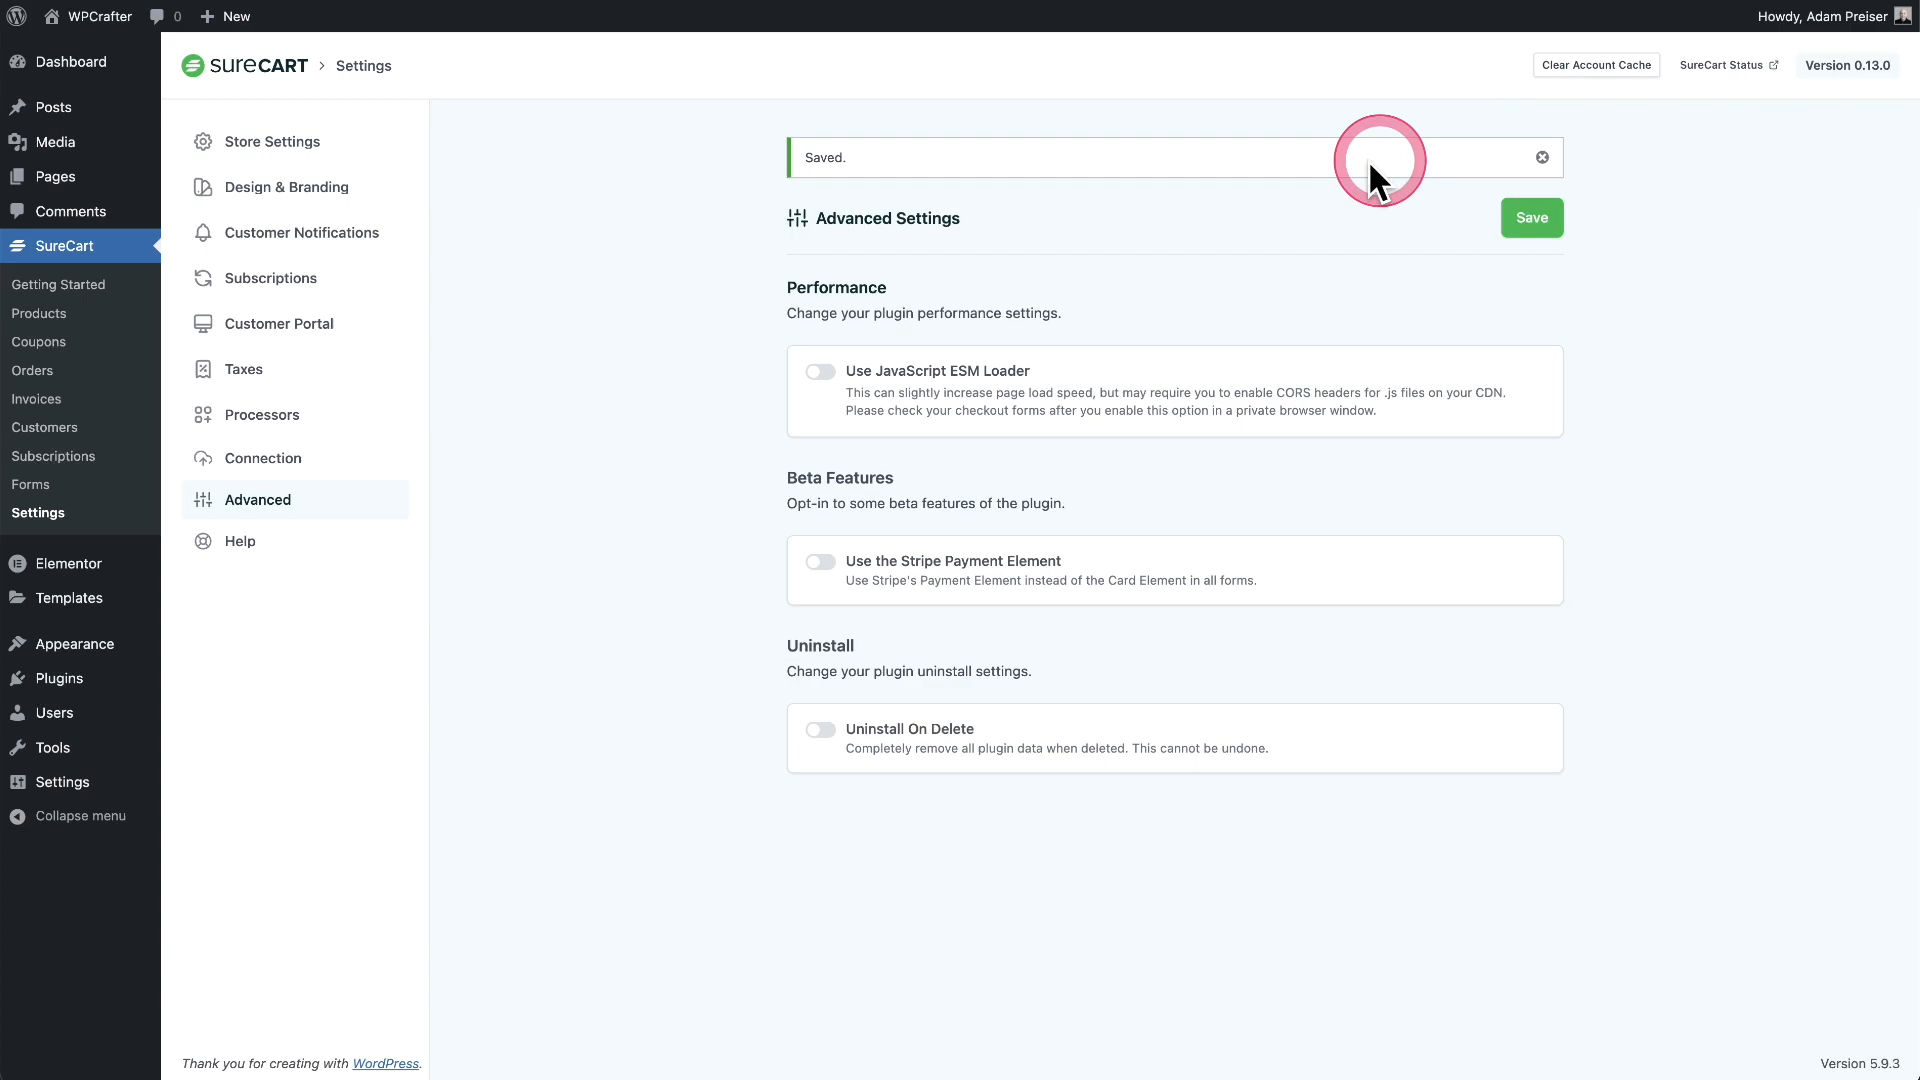 WPCrafter
0
New
Howdy, Adam Preiser
Dashboard
Posts
Media
Pages
Comments
SureCart
Getting Started
Products
Coupons
Orders
Invoices
Customers
Subscriptions
Forms
Settings
Elementor
Templates
Appearance
Plugins
Users
Tools
Settings
Collapse menu
SURECART > Settings
Clear Account Cache
SureCart Status
Version 0.13.0
Store Settings
Design & Branding
Customer Notifications
Subscriptions
Customer Portal
Taxes
Processors
Connection
Advanced
Help
Saved.
Advanced Settings
Save
Performance
Change your plugin performance settings.
Use JavaScript ESM Loader
This can slightly increase page load speed, but may require you to enable CORS headers for .js files on your CDN.
Please check your checkout forms after you enable this option in a private browser window.
Beta Features
Opt-in to some beta features of the plugin.
Use the Stripe Payment Element
Use Stripe's Payment Element instead of the Card Element in all forms.
Uninstall
Change your plugin uninstall settings.
Uninstall On Delete
Completely remove all plugin data when deleted. This cannot be undone.
Thank you for creating with WordPress.
Version 5.9.3